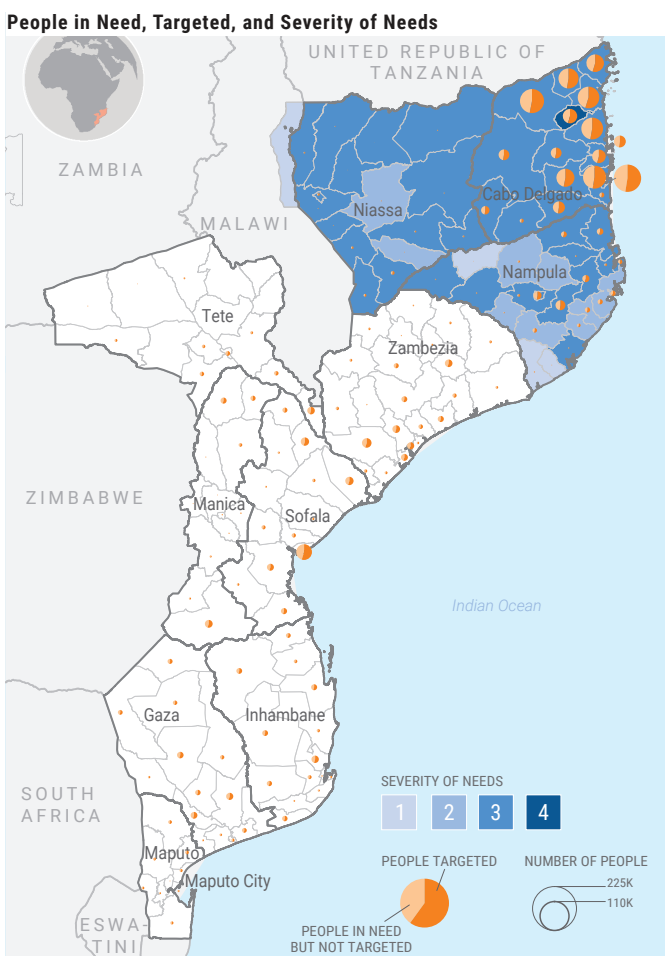 People in Need, Targeted, and Severity of Needs
UNITED REPUBLIC OF
TANZANIA
ZAMBIA
MALAWI
Niassa
Cabo Delgado
Nampula
Tete
Zambezia
ZIMBABWE
Manica
Sofala
Indian Ocean
Gaza
Inhambane
SOUTH
AFRICA
Maputo
Maputo City
ESWA-
TINI
SEVERITY OF NEEDS
1 2 3 4
PEOPLE TARGETED
PEOPLE IN NEED
BUT NOT TARGETED
NUMBER OF PEOPLE
225K
110K